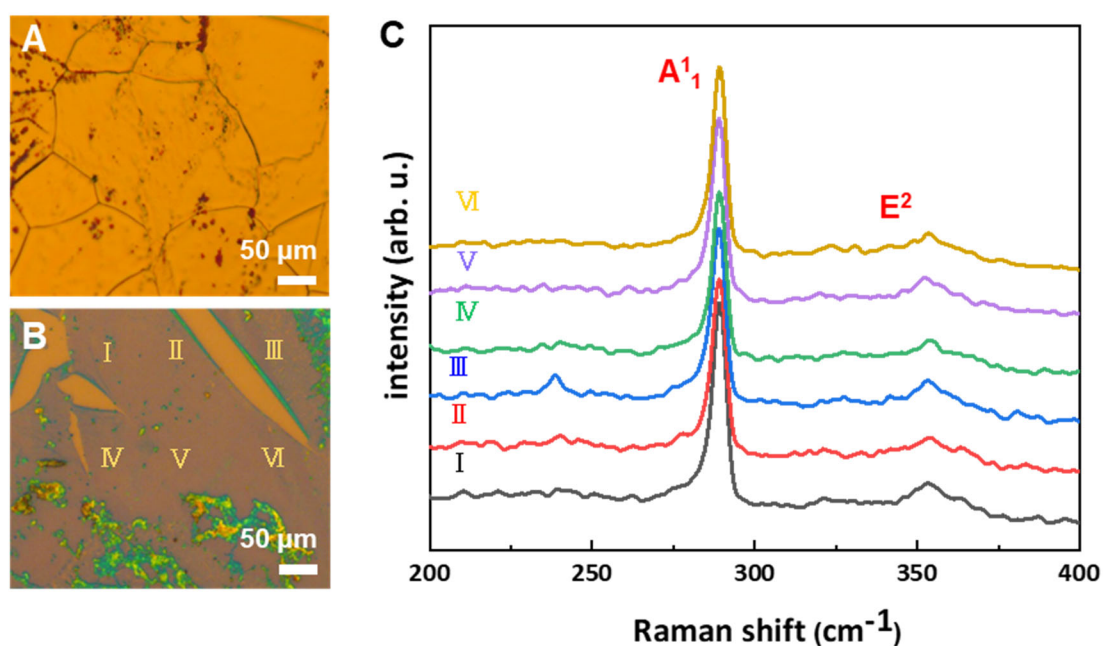 A
50 µm
B
Ⅰ Ⅱ Ⅲ
Ⅳ Ⅴ Ⅵ
50 µm
C
A¹₁
E²
Ⅵ
Ⅴ
Ⅳ
Ⅲ
Ⅱ
Ⅰ
intensity (arb. u.)
200 250 300 350 400
Raman shift (cm⁻¹)